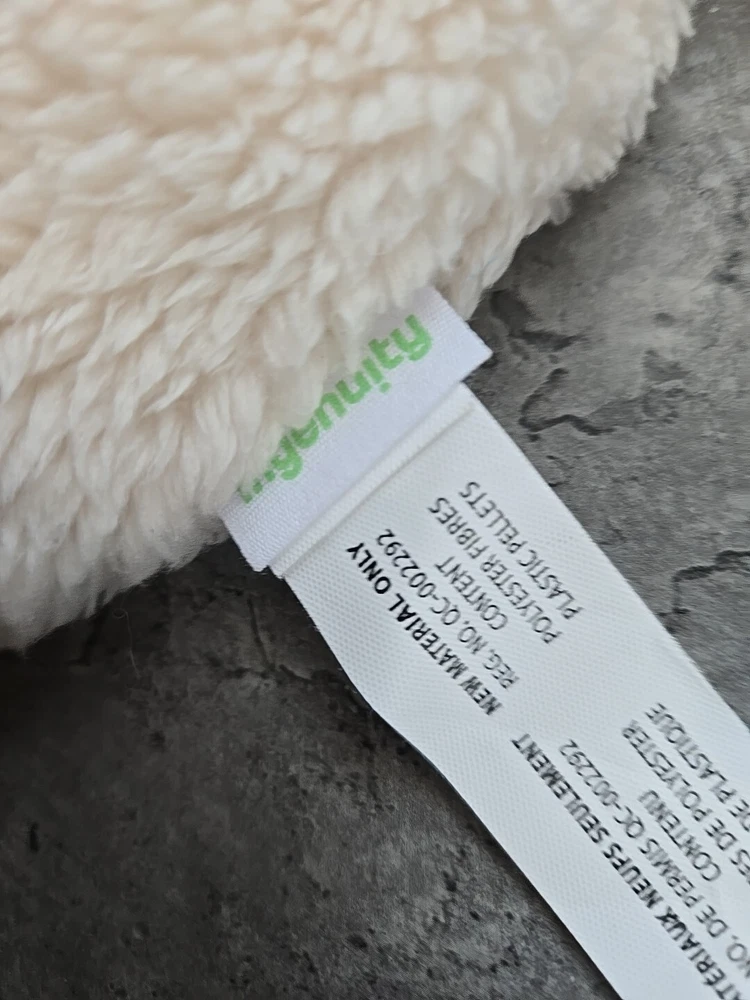 ingenuity
NEW MATERIAL ONLY
REG. NO. QC-002292
CONTENT
POLYESTER FIBRES
PLASTIC PELLETS
MATÉRIAUX NEUFS SEULEMENT
NO. DE PERMIS QC-002292
CONTENU
DE POLYESTER
DE PLASTIQUE